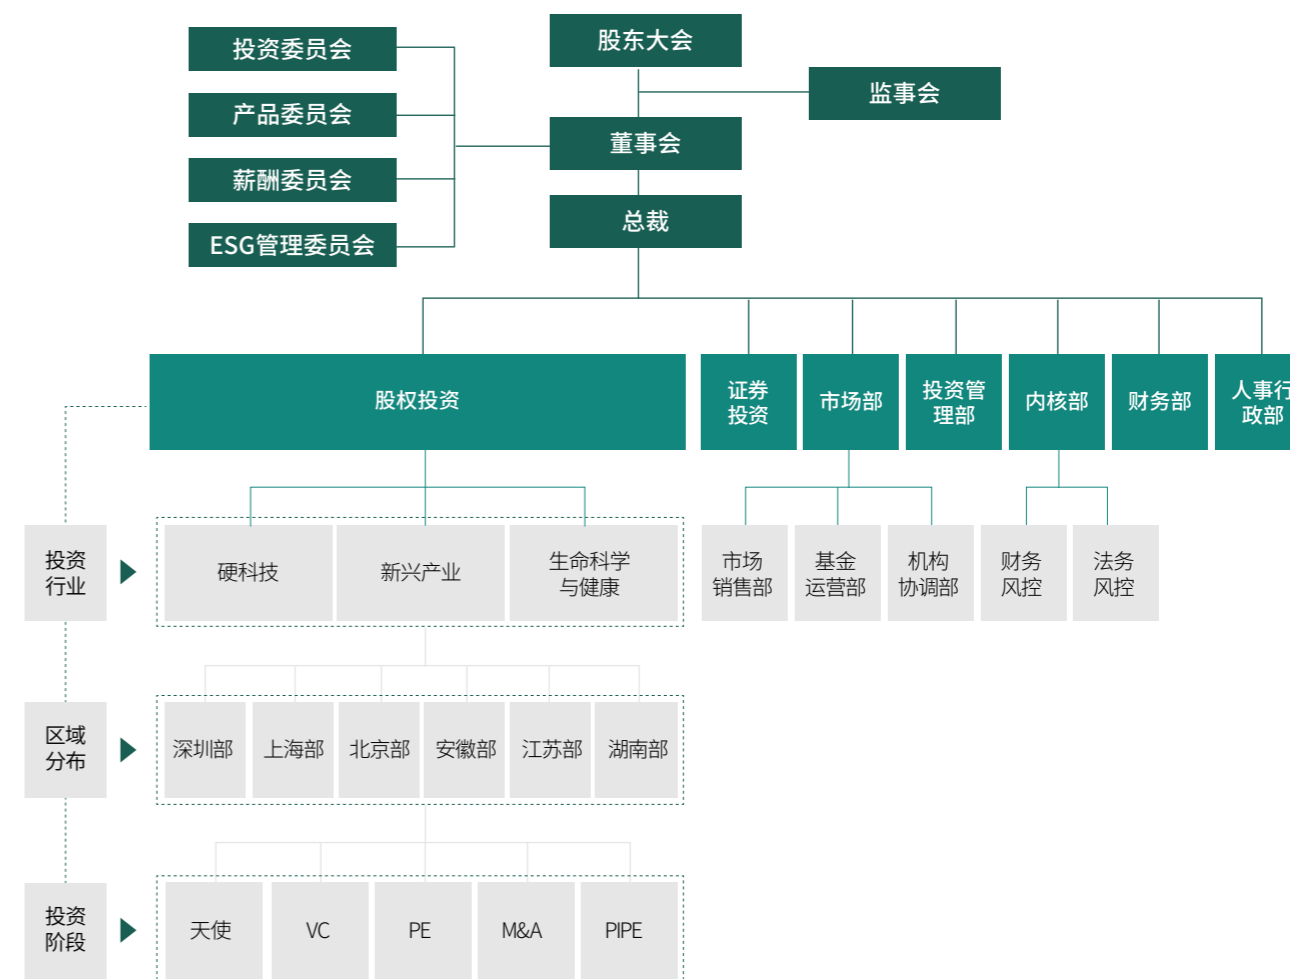 股东大会
投资委员会
监事会
产品委员会
董事会
薪酬委员会
总裁
ESG管理委员会
股权投资
证券
投资
市场部
投资管
理部
内核部
财务部
人事行
政部
投资
行业
硬科技
新兴产业
生命科学
与健康
市场
销售部
基金
运营部
机构
协调部
财务
风控
法务
风控
区域
分布
深圳部
上海部
北京部
安徽部
江苏部
湖南部
投资
阶段
天使
VC
PE
M&A
PIPE